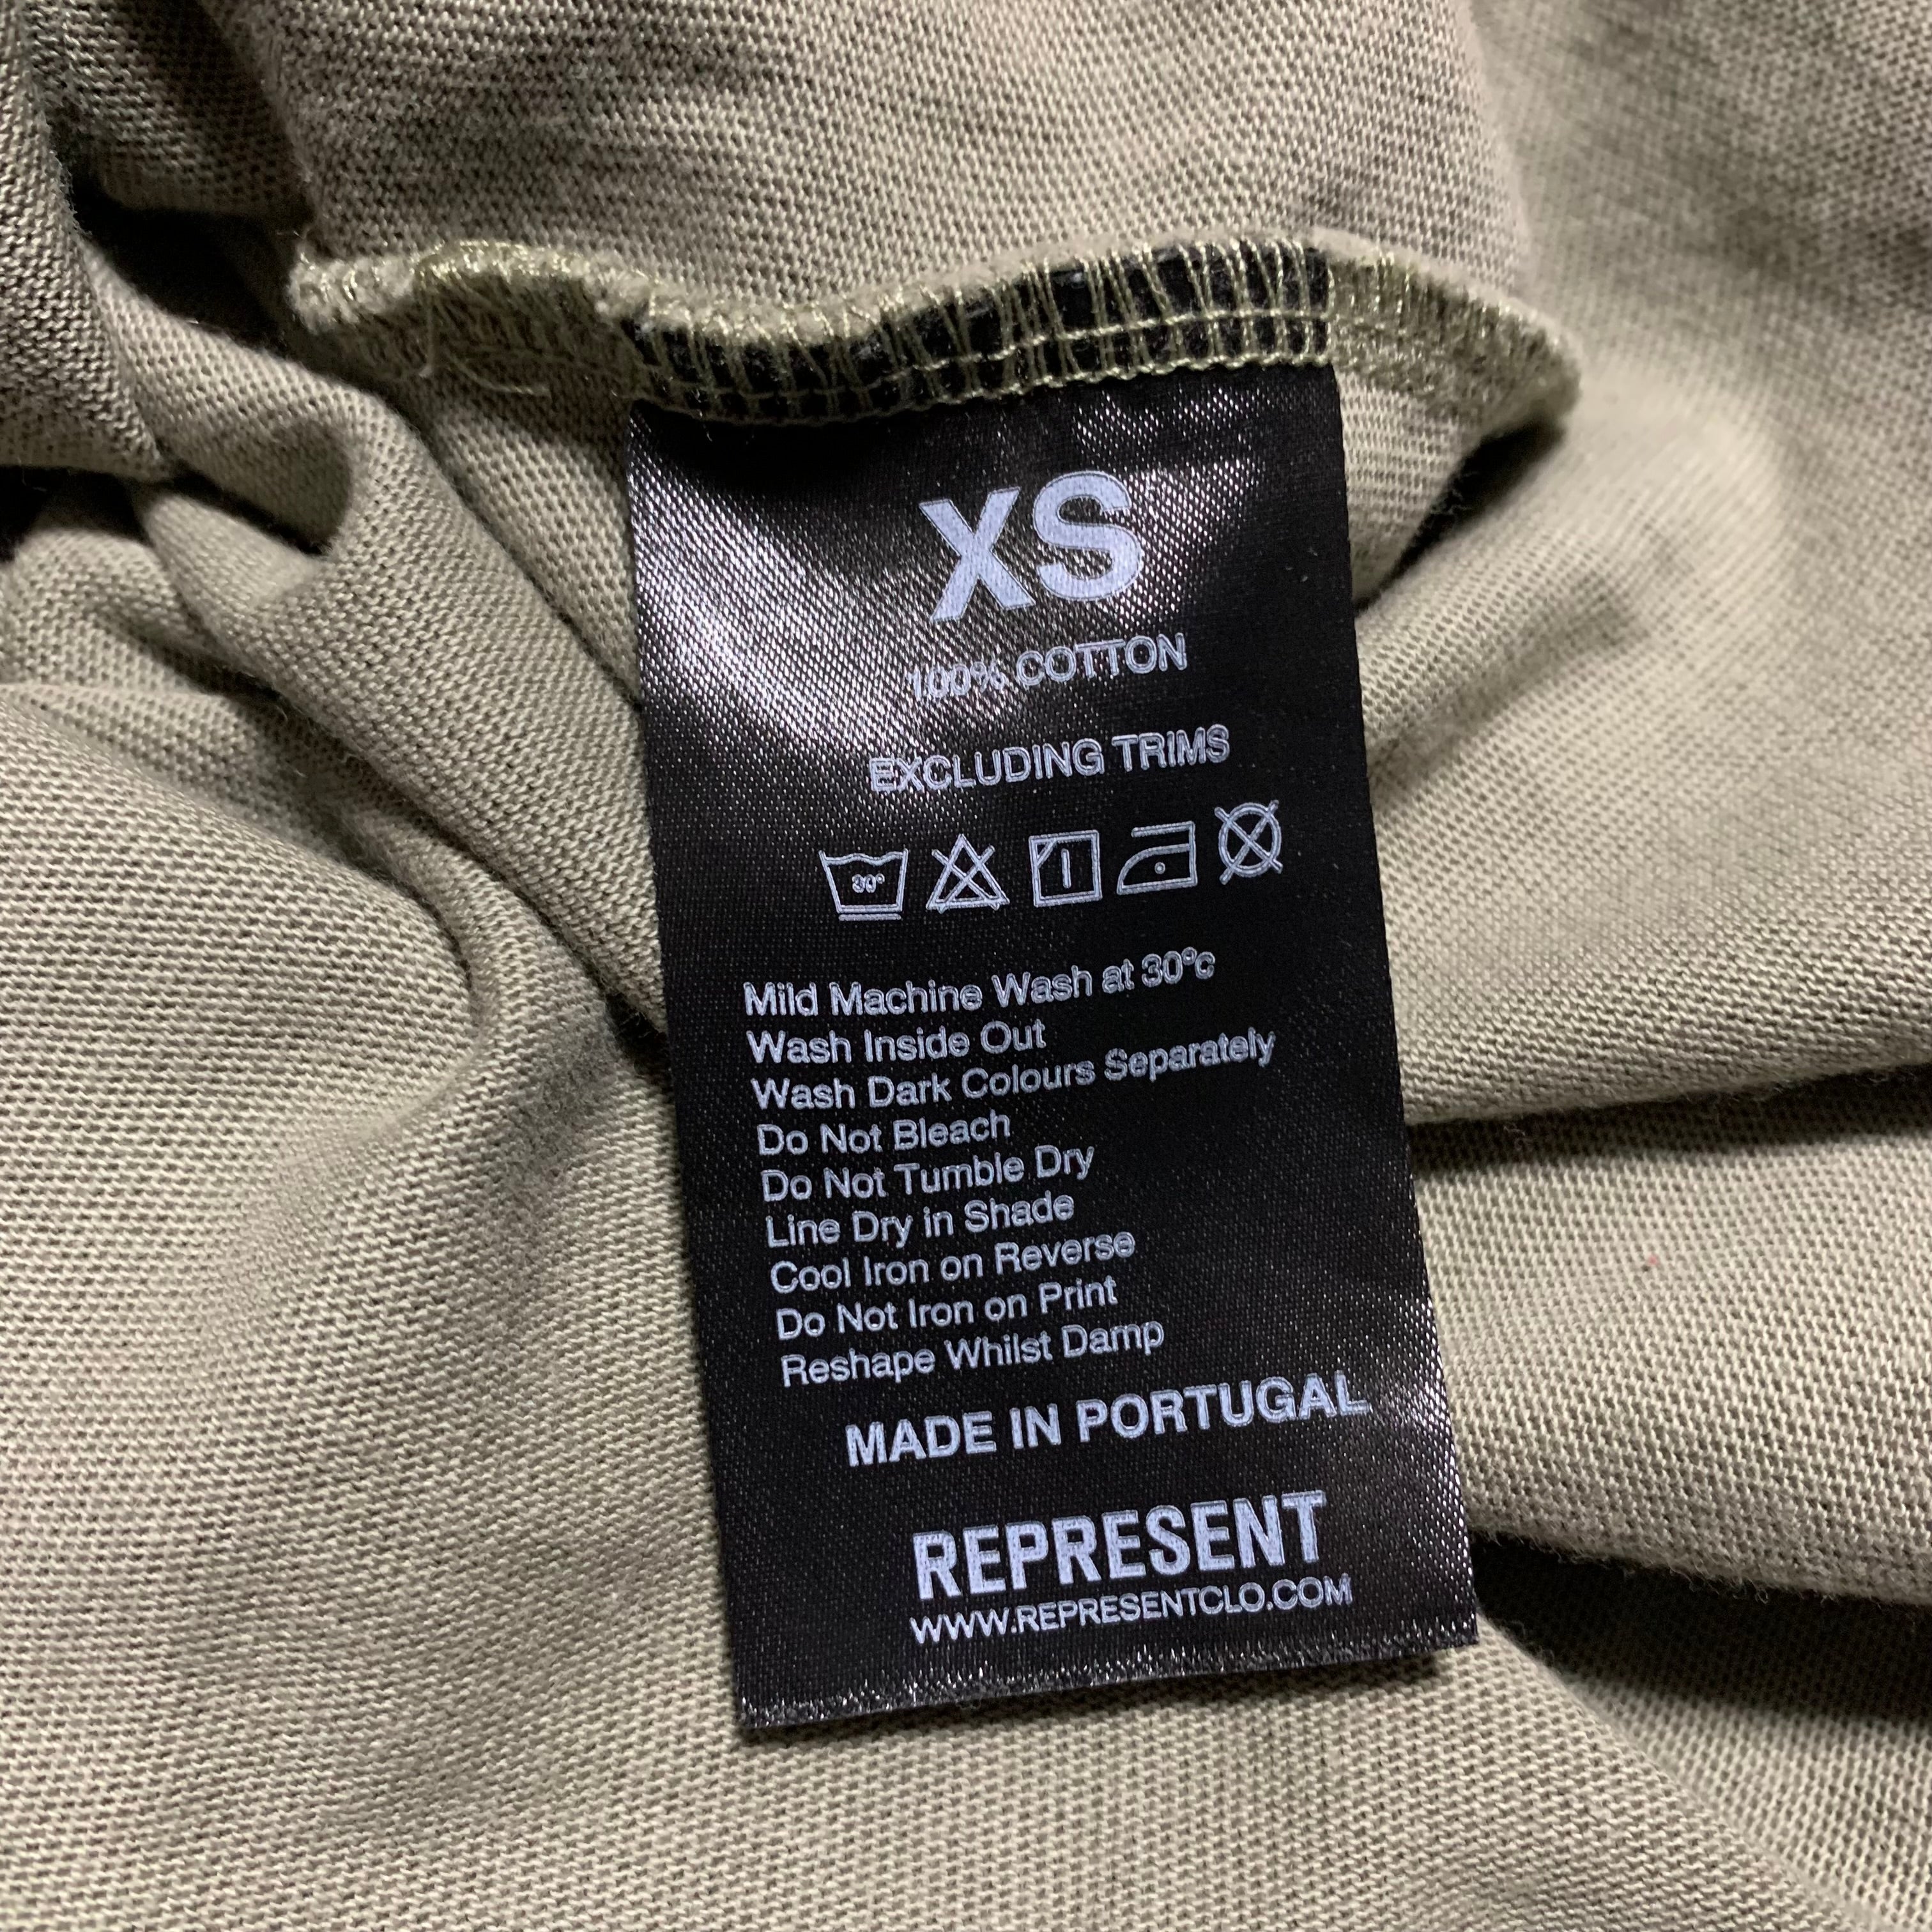 XS
100% COTTON
EXCLUDING TRIMS
30°
Mild Machine Wash at 30°c
Wash Inside Out
Wash Dark Colours Separately
Do Not Bleach
Do Not Tumble Dry
Line Dry in Shade
Cool Iron on Reverse
Do Not Iron on Print
Reshape Whilst Damp
MADE IN PORTUGAL
REPRESENT
WWW.REPRESENTCLO.COM